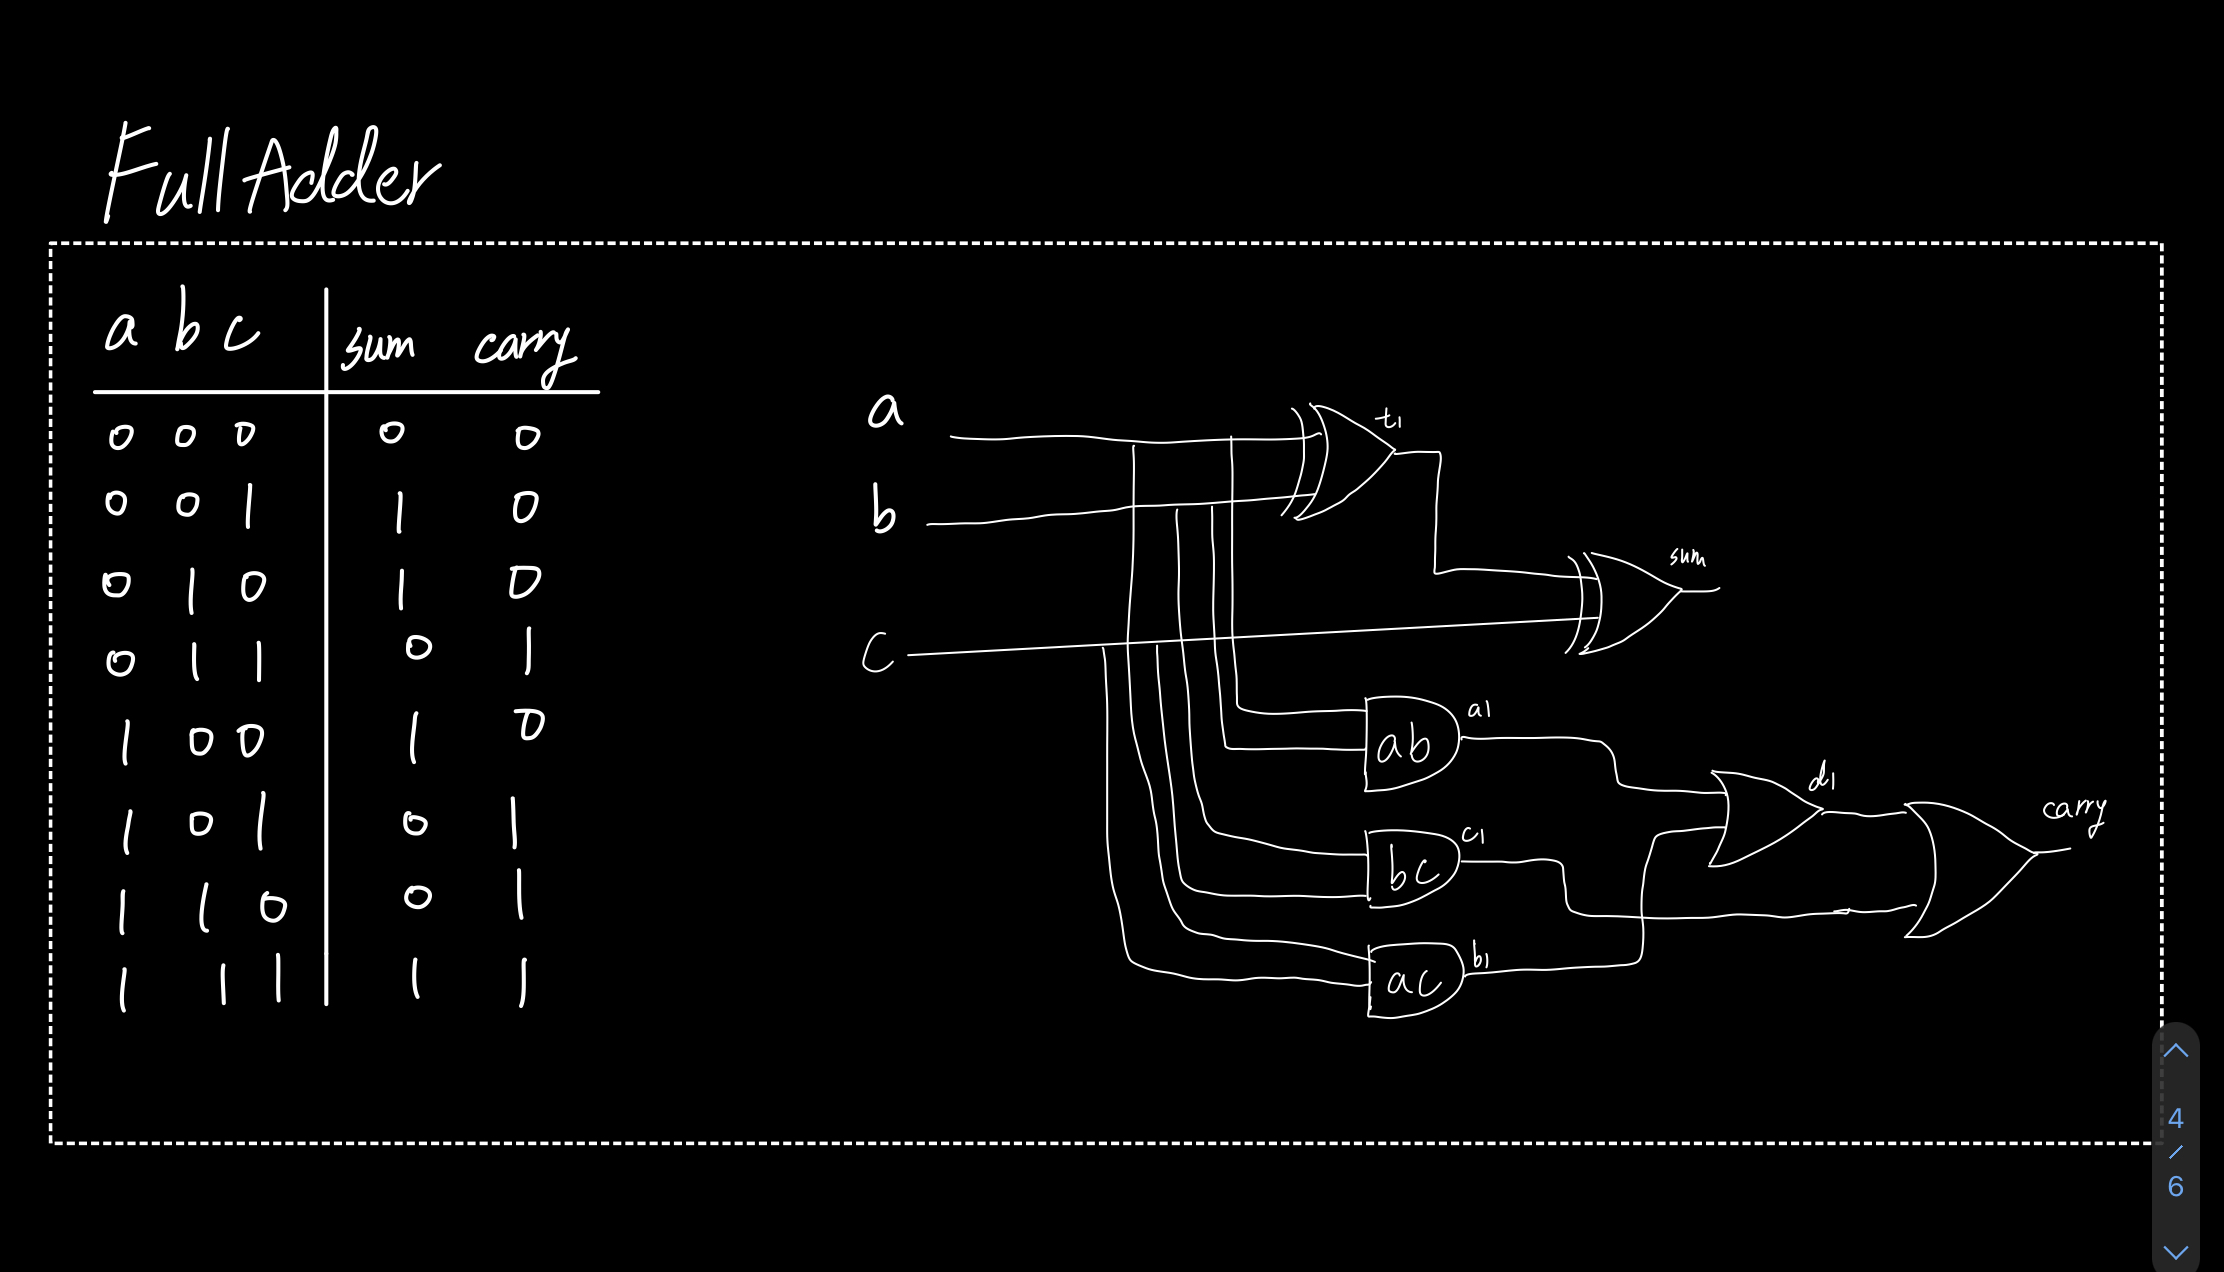 Full Adder
a b c sum carry
0 0 0 0 0
0 0 1 1 0
0 1 0 1 0
0 1 1 0 1
1 0 0 1 0
1 0 1 0 1
1 1 0 0 1
1 1 1 1 1
a
t1
b
sum
c
a1
ab
d1
carry
c1
bc
b1
ac
4
/
6